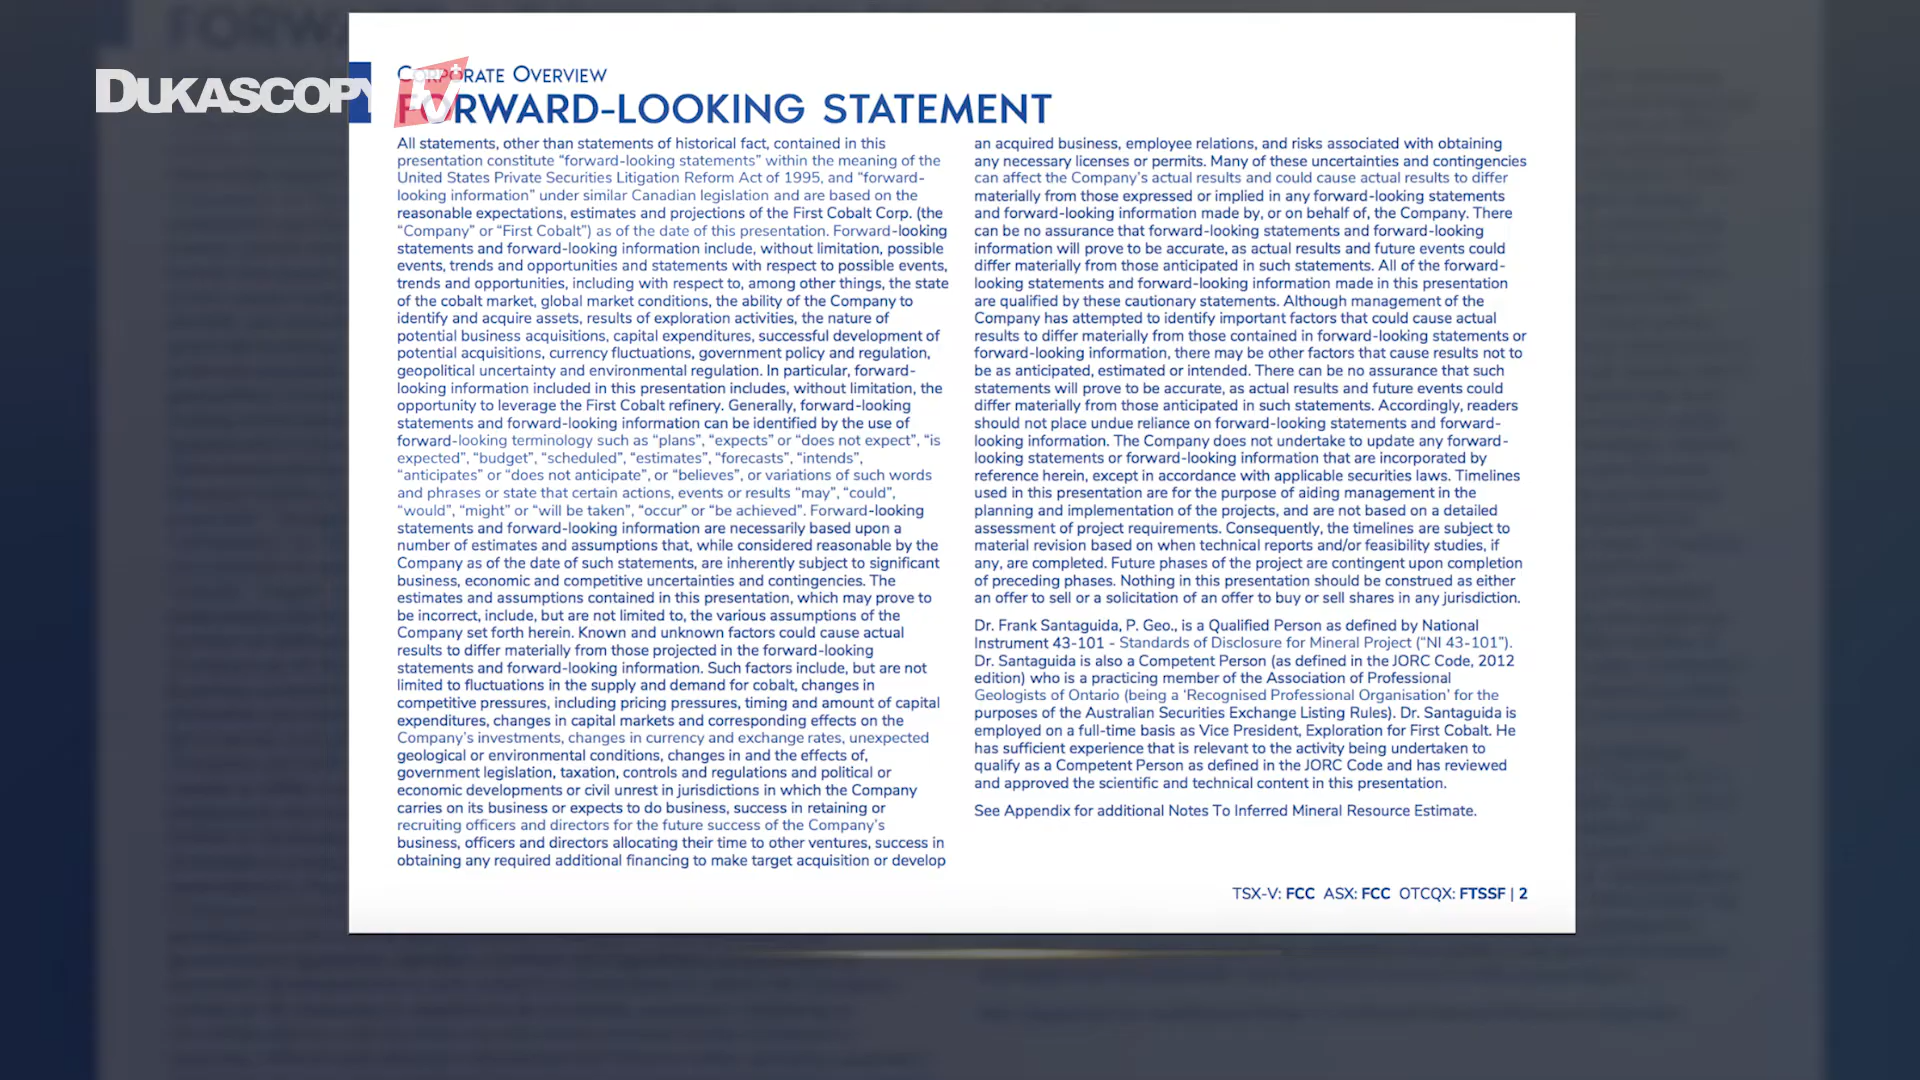 DUKASCOPY TV+
CORPORATE OVERVIEW
FORWARD-LOOKING STATEMENT
All statements, other than statements of historical fact, contained in this
presentation constitute “forward-looking statements” within the meaning of the
United States Private Securities Litigation Reform Act of 1995, and “forward-
looking information” under similar Canadian legislation and are based on the
reasonable expectations, estimates and projections of the First Cobalt Corp. (the
“Company” or “First Cobalt”) as of the date of this presentation. Forward-looking
statements and forward-looking information include, without limitation, possible
events, trends and opportunities and statements with respect to possible events,
trends and opportunities, including with respect to, among other things, the state
of the cobalt market, global market conditions, the ability of the Company to
identify and acquire assets, results of exploration activities, the nature of
potential business acquisitions, capital expenditures, successful development of
potential acquisitions, currency fluctuations, government policy and regulation,
geopolitical uncertainty and environmental regulation. In particular, forward-
looking information included in this presentation includes, without limitation, the
opportunity to leverage the First Cobalt refinery. Generally, forward-looking
statements and forward-looking information can be identified by the use of
forward-looking terminology such as “plans”, “expects” or “does not expect”, “is
expected”, “budget”, “scheduled”, “estimates”, “forecasts”, “intends”,
“anticipates” or “does not anticipate”, or “believes”, or variations of such words
and phrases or state that certain actions, events or results “may”, “could”,
“would”, “might” or “will be taken”, “occur” or “be achieved”. Forward-looking
statements and forward-looking information are necessarily based upon a
number of estimates and assumptions that, while considered reasonable by the
Company as of the date of such statements, are inherently subject to significant
business, economic and competitive uncertainties and contingencies. The
estimates and assumptions contained in this presentation, which may prove to
be incorrect, include, but are not limited to, the various assumptions of the
Company set forth herein. Known and unknown factors could cause actual
results to differ materially from those projected in the forward-looking
statements and forward-looking information. Such factors include, but are not
limited to fluctuations in the supply and demand for cobalt, changes in
competitive pressures, including pricing pressures, timing and amount of capital
expenditures, changes in capital markets and corresponding effects on the
Company’s investments, changes in currency and exchange rates, unexpected
geological or environmental conditions, changes in and the effects of,
government legislation, taxation, controls and regulations and political or
economic developments or civil unrest in jurisdictions in which the Company
carries on its business or expects to do business, success in retaining or
recruiting officers and directors for the future success of the Company’s
business, officers and directors allocating their time to other ventures, success in
obtaining any required additional financing to make target acquisition or develop
an acquired business, employee relations, and risks associated with obtaining
any necessary licenses or permits. Many of these uncertainties and contingencies
can affect the Company’s actual results and could cause actual results to differ
materially from those expressed or implied in any forward-looking statements
and forward-looking information made by, or on behalf of, the Company. There
can be no assurance that forward-looking statements and forward-looking
information will prove to be accurate, as actual results and future events could
differ materially from those anticipated in such statements. All of the forward-
looking statements and forward-looking information made in this presentation
are qualified by these cautionary statements. Although management of the
Company has attempted to identify important factors that could cause actual
results to differ materially from those contained in forward-looking statements or
forward-looking information, there may be other factors that cause results not to
be as anticipated, estimated or intended. There can be no assurance that such
statements will prove to be accurate, as actual results and future events could
differ materially from those anticipated in such statements. Accordingly, readers
should not place undue reliance on forward-looking statements and forward-
looking information. The Company does not undertake to update any forward-
looking statements or forward-looking information that are incorporated by
reference herein, except in accordance with applicable securities laws. Timelines
used in this presentation are for the purpose of aiding management in the
planning and implementation of the projects, and are not based on a detailed
assessment of project requirements. Consequently, the timelines are subject to
material revision based on when technical reports and/or feasibility studies, if
any, are completed. Future phases of the project are contingent upon completion
of preceding phases. Nothing in this presentation should be construed as either
an offer to sell or a solicitation of an offer to buy or sell shares in any jurisdiction.
Dr. Frank Santaguida, P. Geo., is a Qualified Person as defined by National
Instrument 43-101 - Standards of Disclosure for Mineral Project (“NI 43-101”).
Dr. Santaguida is also a Competent Person (as defined in the JORC Code, 2012
edition) who is a practicing member of the Association of Professional
Geologists of Ontario (being a ‘Recognised Professional Organisation’ for the
purposes of the Australian Securities Exchange Listing Rules). Dr. Santaguida is
employed on a full-time basis as Vice President, Exploration for First Cobalt. He
has sufficient experience that is relevant to the activity being undertaken to
qualify as a Competent Person as defined in the JORC Code and has reviewed
and approved the scientific and technical content in this presentation.
See Appendix for additional Notes To Inferred Mineral Resource Estimate.
TSX-V: FCC ASX: FCC OTCQX: FTSSF | 2